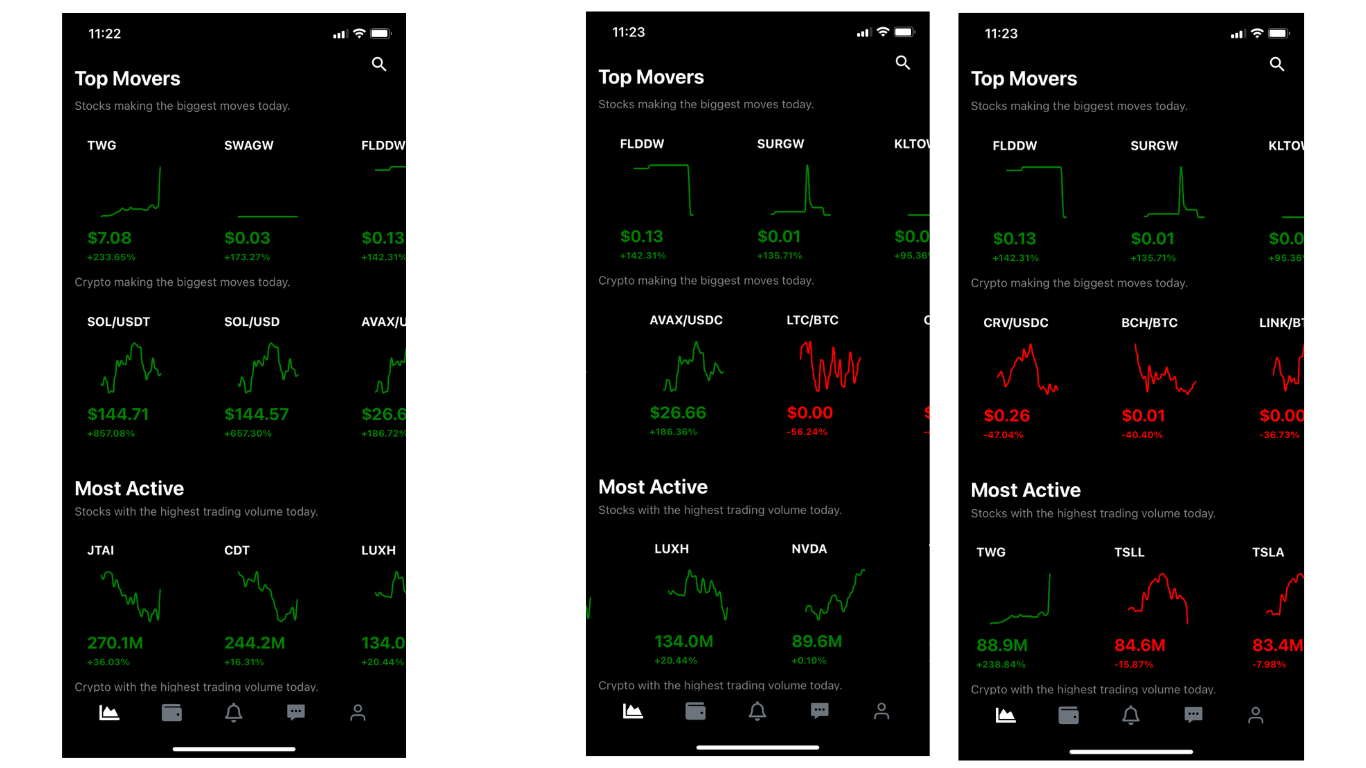 11:22
Top Movers
Stocks making the biggest moves today.
TWG SWAGW FLDDW
$7.08 $0.03 $0.13
+233.65% +173.27% +142.31%
Crypto making the biggest moves today.
SOL/USDT SOL/USD AVAX/U
$144.71 $144.57 $26.6
+857.08% +657.30% +186.72%
Most Active
Stocks with the highest trading volume today.
JTAI CDT LUXH
270.1M 244.2M 134.0
+36.03% +16.31% +20.44%
Crypto with the highest trading volume today.
11:23
Top Movers
Stocks making the biggest moves today.
FLDDW SURGW KLTOW
$0.13 $0.01 $0.0
+142.31% +135.71% +95.36
Crypto making the biggest moves today.
AVAX/USDC LTC/BTC
$26.66 $0.00
+186.36% -56.24%
Most Active
Stocks with the highest trading volume today.
LUXH NVDA
134.0M 89.6M
+20.44% +0.10%
Crypto with the highest trading volume today.
11:23
Top Movers
Stocks making the biggest moves today.
FLDDW SURGW KLTOW
$0.13 $0.01 $0.0
+142.31% +135.71% +95.36
Crypto making the biggest moves today.
CRV/USDC BCH/BTC LINK/BT
$0.26 $0.01 $0.00
-47.04% -40.40% -36.73%
Most Active
Stocks with the highest trading volume today.
TWG TSLL TSLA
88.9M 84.6M 83.4M
+238.84% -15.87% -7.98%
Crypto with the highest trading volume today.